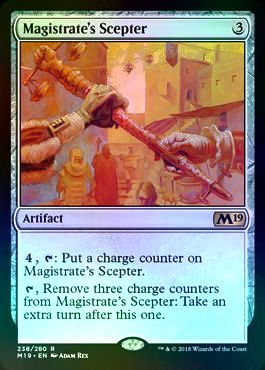 Magistrate's Scepter 3
Artifact M19
4, T: Put a charge counter on
Magistrate's Scepter.
T, Remove three charge counters
from Magistrate's Scepter: Take an
extra turn after this one.
238/280 R
M19 • EN ADAM REX ™ & © 2018 Wizards of the Coast